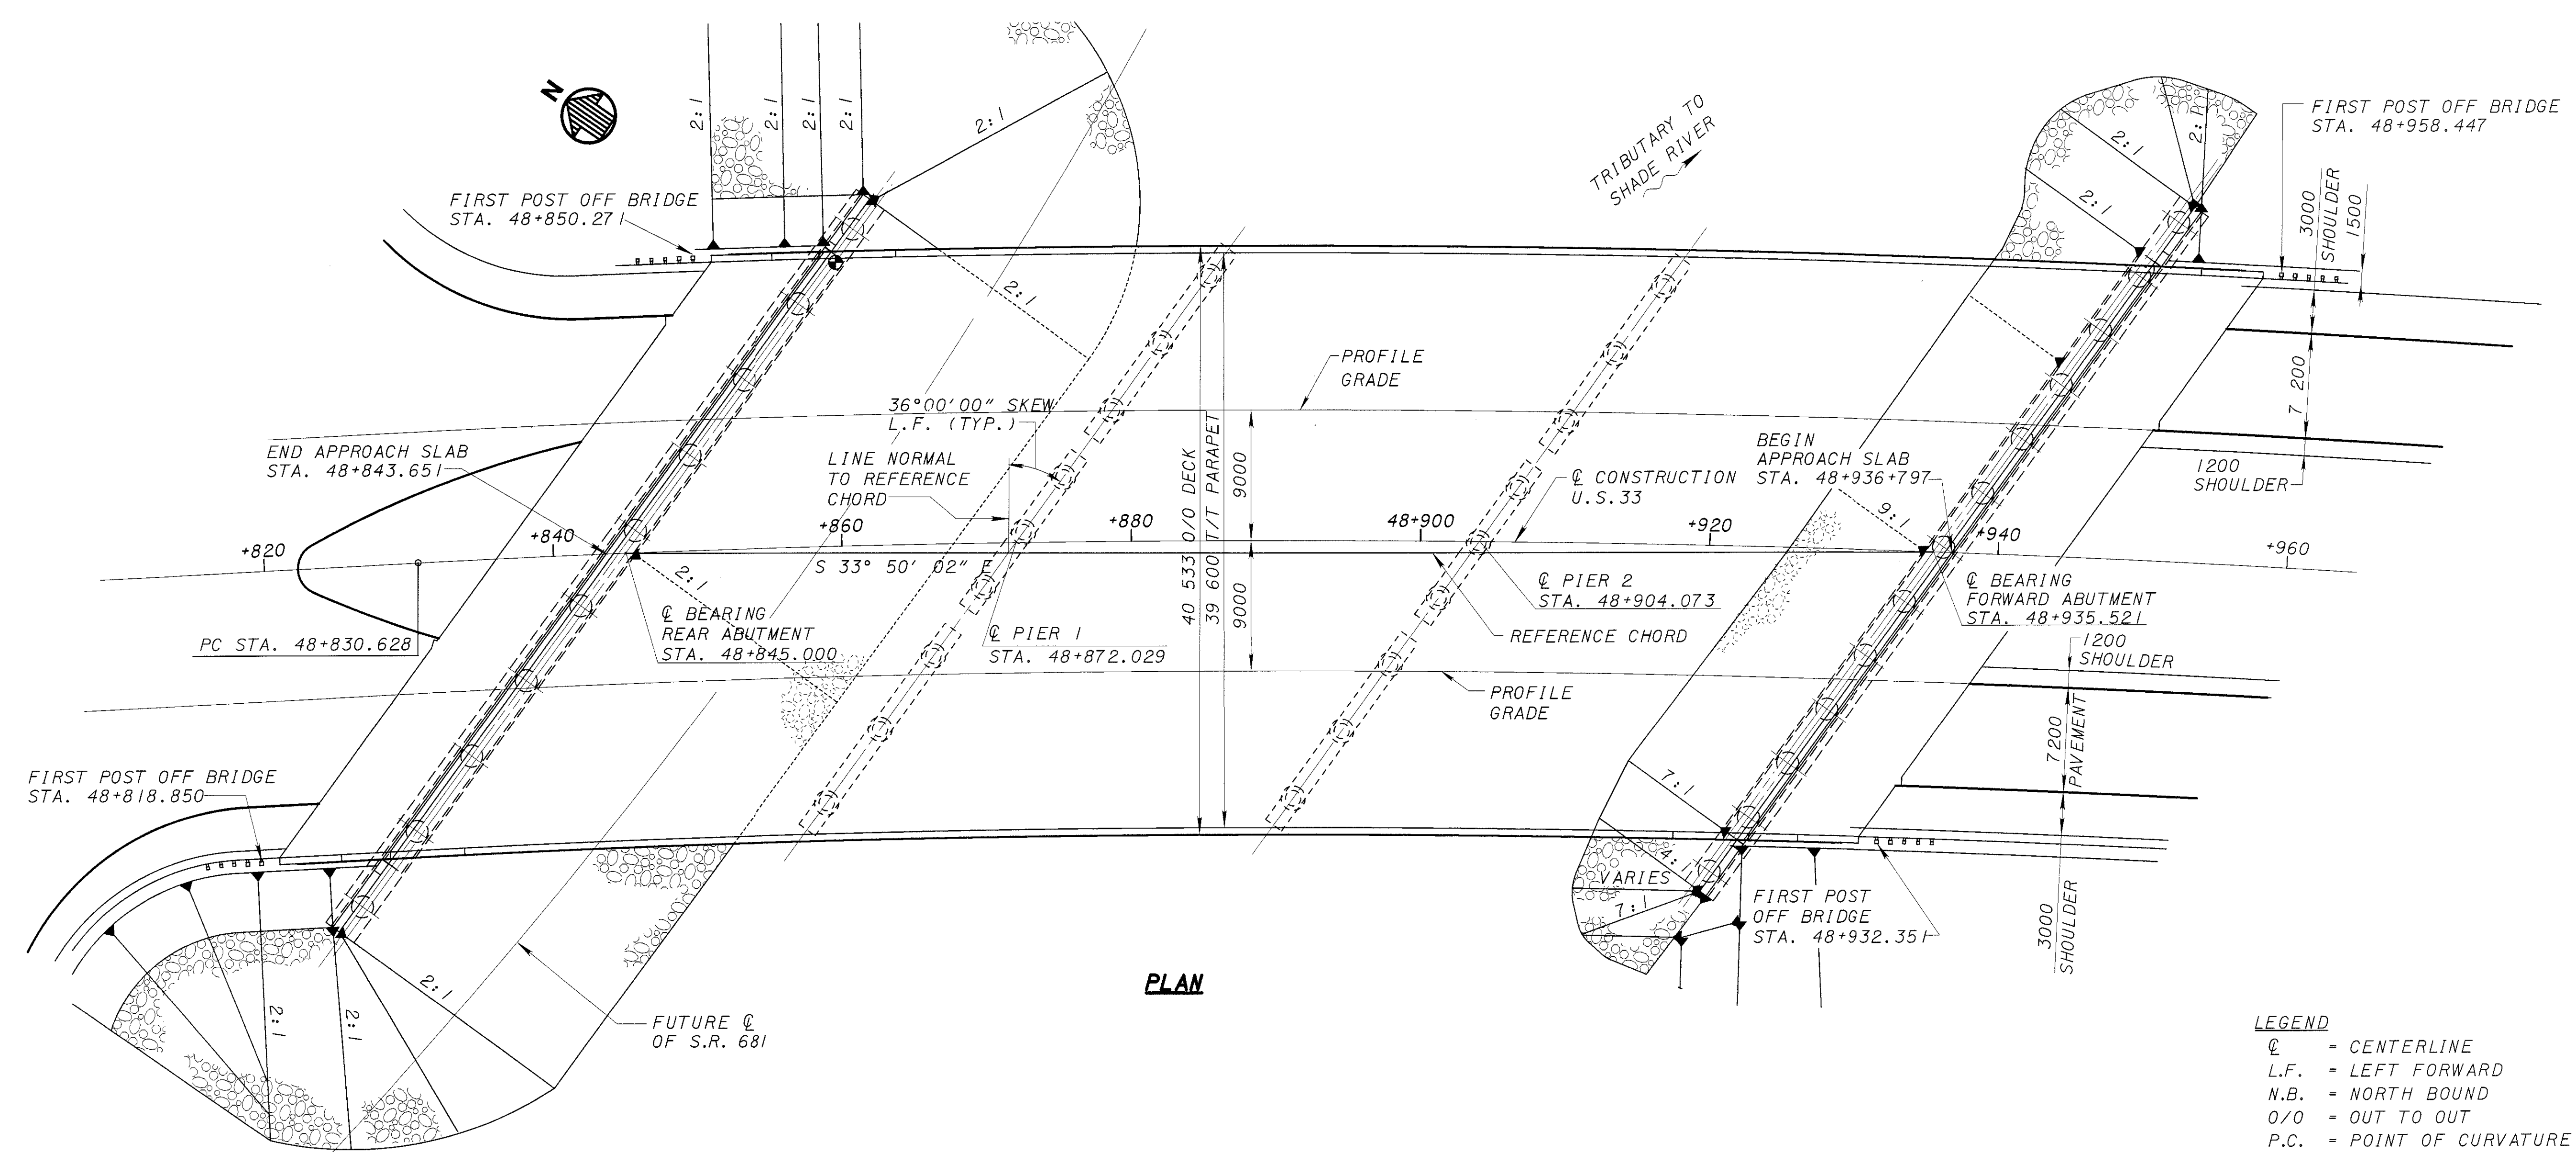 N
2:1
2:1
2:1
2:1
2:1
2:1
FIRST POST OFF BRIDGE
STA. 48+850.271
TRIBUTARY TO
SHADE RIVER
2:1
2:1
2:1
FIRST POST OFF BRIDGE
STA. 48+958.447
3000
SHOULDER
1500
7 200
1200
SHOULDER
PROFILE
GRADE
36°00'00" SKEW
L.F. (TYP.)
LINE NORMAL
TO REFERENCE
CHORD
END APPROACH SLAB
STA. 48+843.651
40 533 O/O DECK
39 600 T/T PARAPET
9000
9000
℄ CONSTRUCTION
U.S.33
BEGIN
APPROACH SLAB
STA. 48+936+797
9:1
+820
+840
+860
+880
48+900
+920
+940
+960
S 33° 50' 02" E
2:1
PC STA. 48+830.628
℄ BEARING
REAR ABUTMENT
STA. 48+845.000
℄ PIER 1
STA. 48+872.029
℄ PIER 2
STA. 48+904.073
REFERENCE CHORD
℄ BEARING
FORWARD ABUTMENT
STA. 48+935.521
1200
SHOULDER
PROFILE
GRADE
7200
PAVEMENT
3000
SHOULDER
FIRST POST OFF BRIDGE
STA. 48+818.850
7:1
4:1
VARIES
7:1
FIRST POST
OFF BRIDGE
STA. 48+932.351
2:1
2:1
2:1
FUTURE ℄
OF S.R. 681
PLAN
LEGEND
℄ = CENTERLINE
L.F. = LEFT FORWARD
N.B. = NORTH BOUND
O/O = OUT TO OUT
P.C. = POINT OF CURVATURE